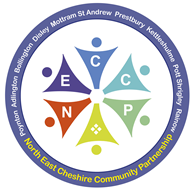 Poynton Adlington Bollington Disley Mottram St Andrew Prestbury Kettleshulme Pott Shrigley Rainow
E C C
N P
North East Cheshire Community Partnership